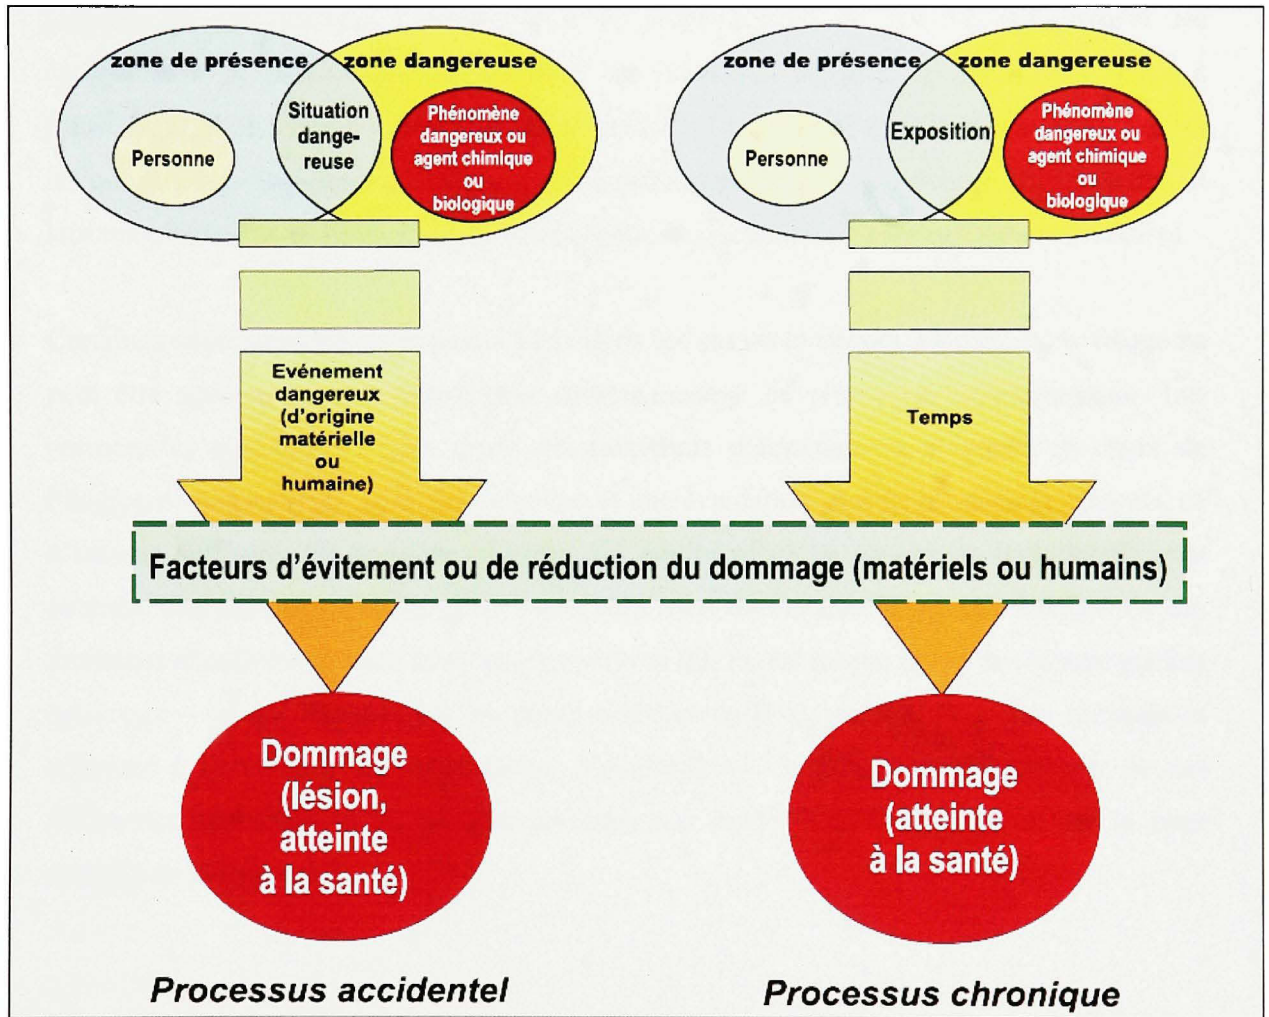 zone de présence
zone dangereuse
Situation
dange-
reuse
Personne
Phénomène
dangereux ou
agent chimique
ou
biologique
Evénement
dangereux
(d'origine
matérielle
ou
humaine)
zone de présence
zone dangereuse
Exposition
Personne
Phénomène
dangereux ou
agent chimique
ou
biologique
Temps
Facteurs d'évitement ou de réduction du dommage (matériels ou humains)
Dommage
(lésion,
atteinte
à la santé)
Dommage
(atteinte
à la santé)
Processus accidentel
Processus chronique